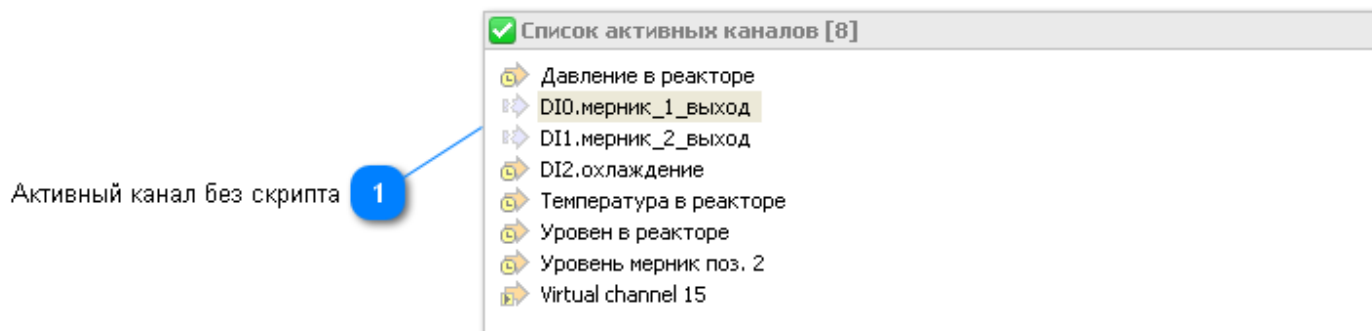 Список активных каналов [8]
Давление в реакторе
DI0.мерник_1_выход
DI1.мерник_2_выход
DI2.охлаждение
Активный канал без скрипта 1
Температура в реакторе
Уровен в реакторе
Уровень мерник поз. 2
Virtual channel 15